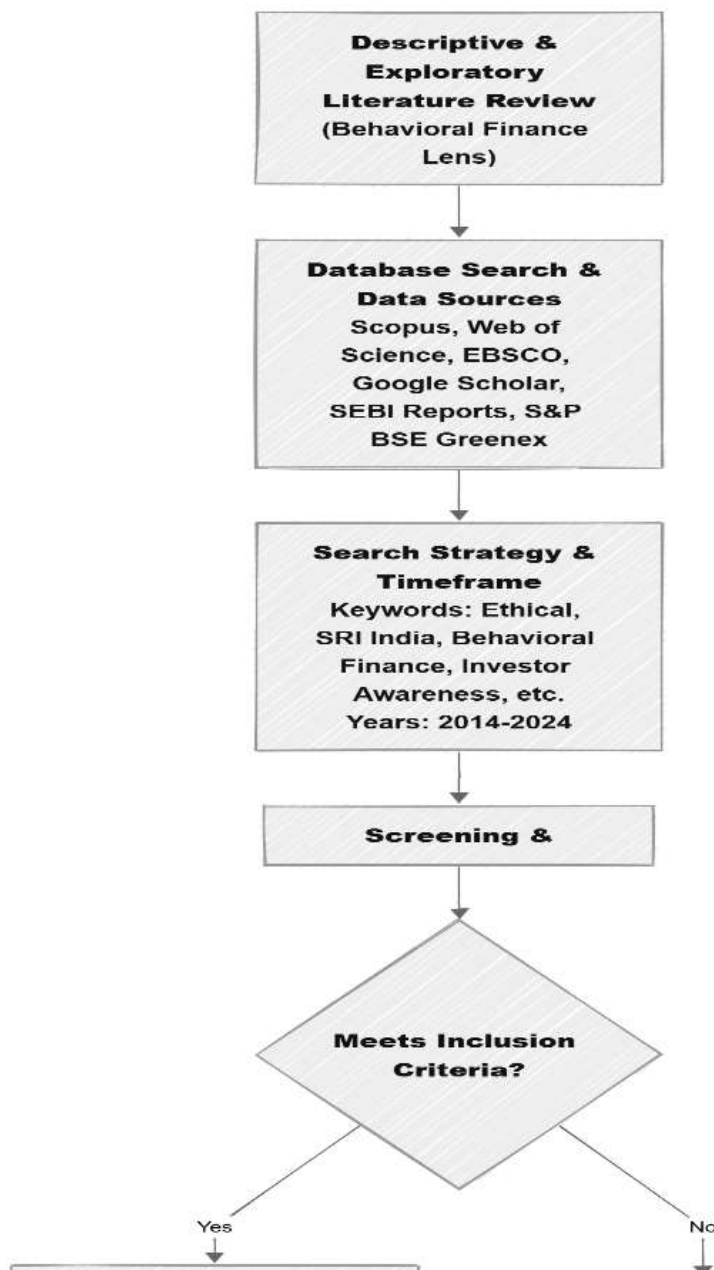 Descriptive &
Exploratory
Literature Review
(Behavioral Finance
Lens)
Database Search &
Data Sources
Scopus, Web of
Science, EBSCO,
Google Scholar,
SEBI Reports, S&P
BSE Greenex
Search Strategy &
Timeframe
Keywords: Ethical,
SRI India, Behavioral
Finance, Investor
Awareness, etc.
Years: 2014-2024
Screening &
Meets Inclusion
Criteria?
Yes
No